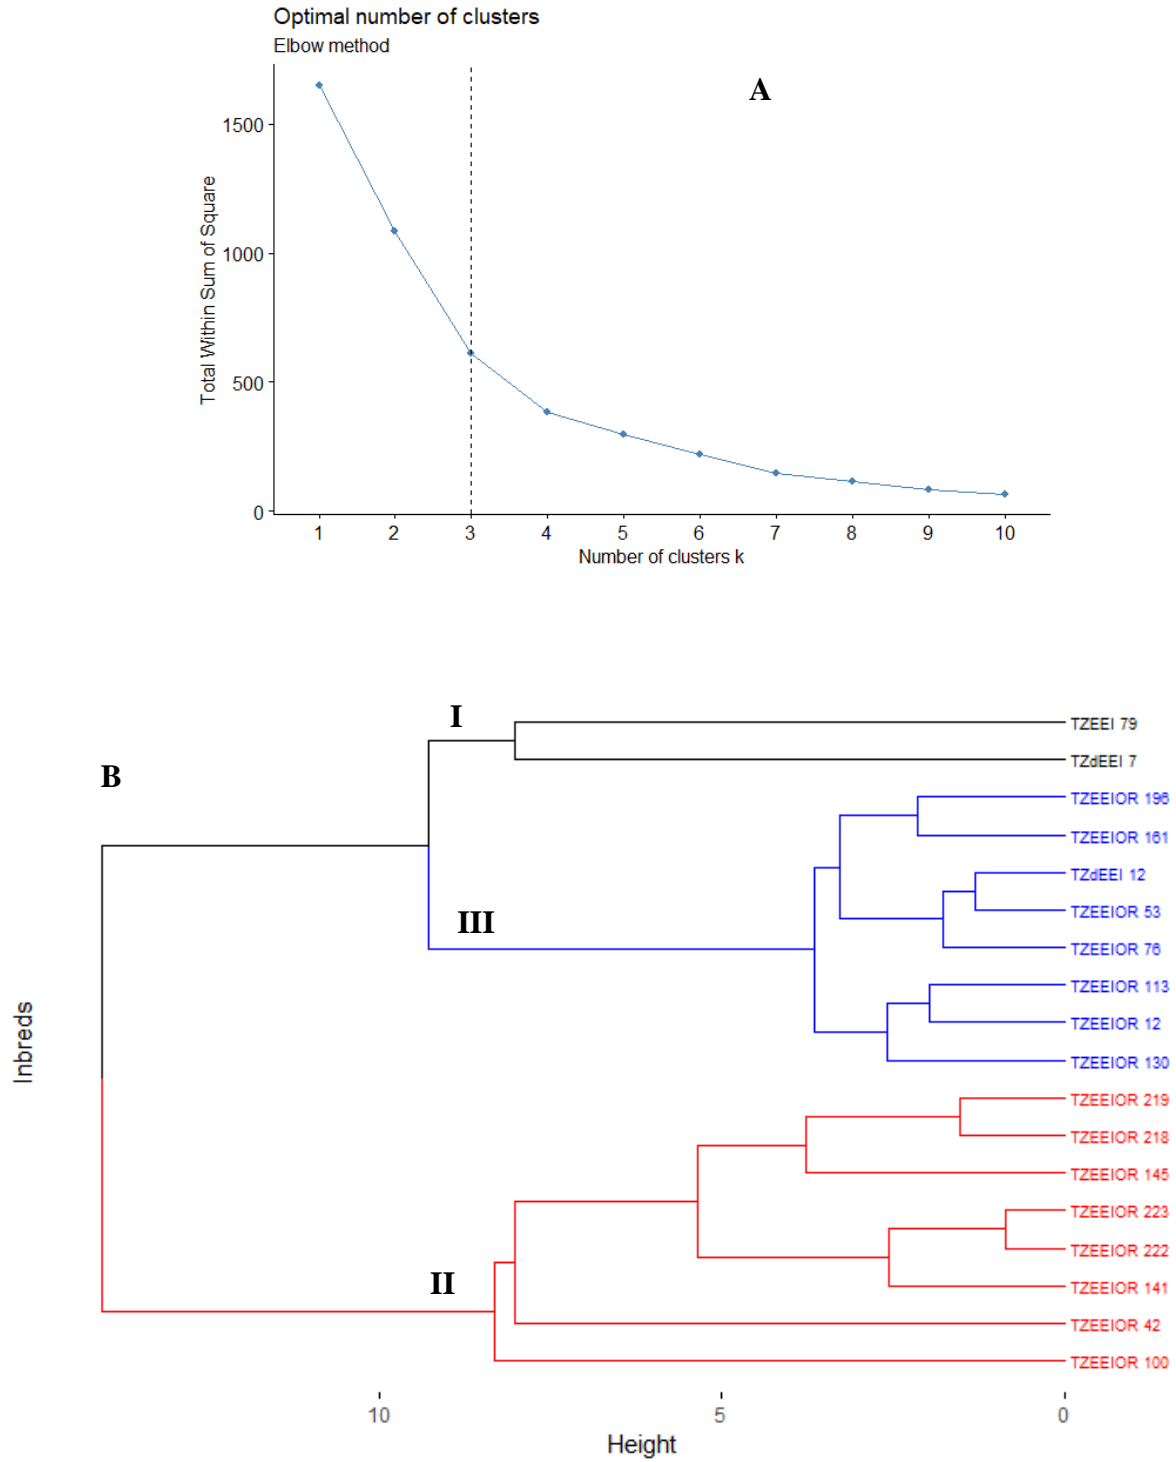 Optimal number of clusters
Elbow method
A
1500
1000
500
0
Total Within Sum of Square
1 2 3 4 5 6 7 8 9 10
Number of clusters k
B
I
III
II
Inbreds
TZEEI 79
TZdEEI 7
TZEEIOR 196
TZEEIOR 161
TZdEEI 12
TZEEIOR 53
TZEEIOR 76
TZEEIOR 113
TZEEIOR 12
TZEEIOR 130
TZEEIOR 219
TZEEIOR 218
TZEEIOR 145
TZEEIOR 223
TZEEIOR 222
TZEEIOR 141
TZEEIOR 42
TZEEIOR 100
10 5 0
Height